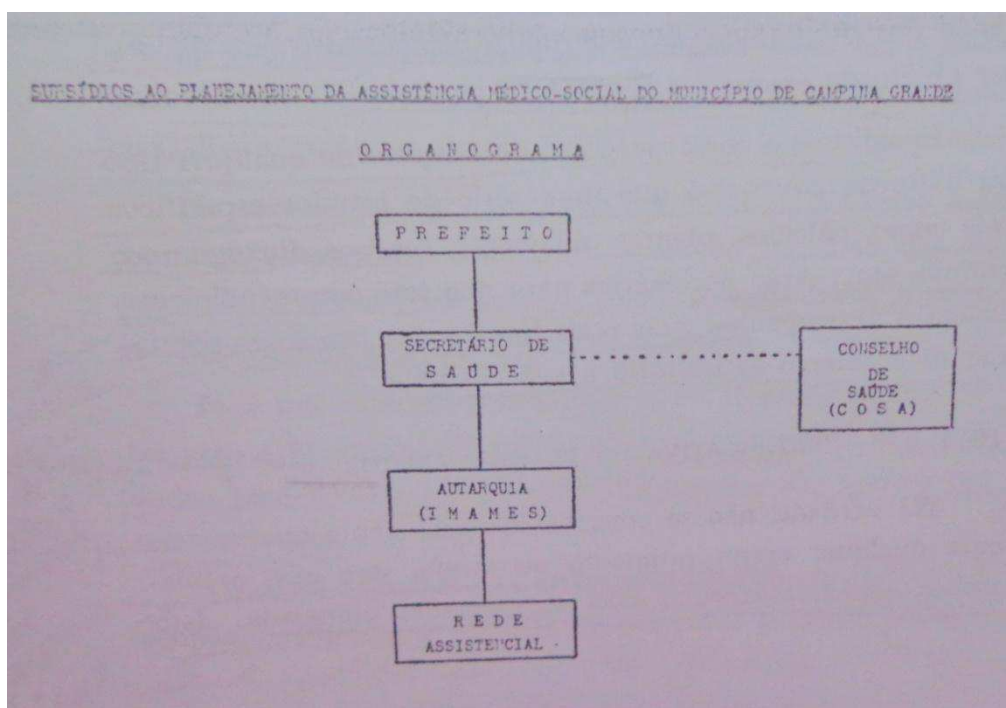 SUBSÍDIOS AO PLANEJAMENTO DA ASSISTÊNCIA MÉDICO-SOCIAL DO MUNICÍPIO DE CAMPINA GRANDE
O R G A N O G R A M A
P R E F E I T O
SECRETÁRIO DE
S A Ú D E
CONSELHO
DE
SAÚDE
(C O S A)
AUTARQUIA
(I M A M E S)
R E D E
ASSISTENCIAL